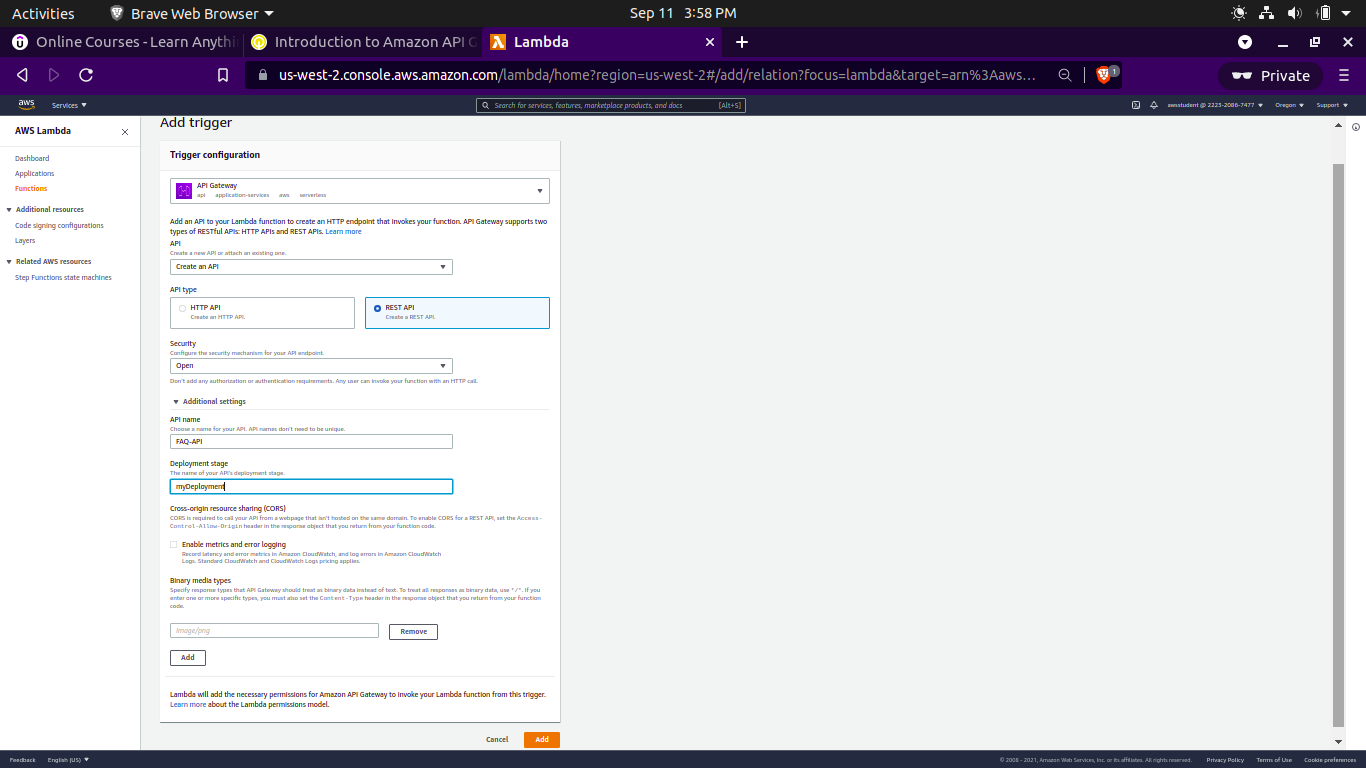 Activities
Brave Web Browser
Sep 11 3:58 PM
Online Courses - Learn Anythi
Introduction to Amazon API G
Lambda
us-west-2.console.aws.amazon.com/lambda/home?region=us-west-2#/add/relation?focus=lambda&target=arn%3Aaws...
1
Private
aws
Services
Search for services, features, marketplace products, and docs [Alt+S]
awsstudent @ 2223-2086-7477
Oregon
Support
AWS Lambda
Dashboard
Applications
Functions
Additional resources
Code signing configurations
Layers
Related AWS resources
Step Functions state machines
Add trigger
Trigger configuration
API Gateway
api application-services aws serverless
Add an API to your Lambda function to create an HTTP endpoint that invokes your function. API Gateway supports two
types of RESTful APIs: HTTP APIs and REST APIs. Learn more
API
Create a new API or attach an existing one.
Create an API
API type
HTTP API
Create an HTTP API.
REST API
Create a REST API.
Security
Configure the security mechanism for your API endpoint.
Open
Don't add any authorization or authentication requirements. Any user can invoke your function with an HTTP call.
Additional settings
API name
Choose a name for your API. API names don't need to be unique.
FAQ-API
Deployment stage
The name of your API's deployment stage.
myDeployment
Cross-origin resource sharing (CORS)
CORS is required to call your API from a webpage that isn't hosted on the same domain. To enable CORS for a REST API, set the Access-
Control-Allow-Origin header in the response object that you return from your function code.
Enable metrics and error logging
Record latency and error metrics in Amazon CloudWatch, and log errors in Amazon CloudWatch
Logs. Standard CloudWatch and CloudWatch Logs pricing applies.
Binary media types
Specify response types that API Gateway should treat as binary data instead of text. To treat all responses as binary data, use */*. If you
enter one or more specific types, you must also set the Content-Type header in the response object that you return from your function
code.
image/png
Remove
Add
Lambda will add the necessary permissions for Amazon API Gateway to invoke your Lambda function from this trigger.
Learn more about the Lambda permissions model.
Cancel
Add
Feedback
English (US)
© 2008 - 2021, Amazon Web Services, Inc. or its affiliates. All rights reserved.
Privacy Policy
Terms of Use
Cookie preferences